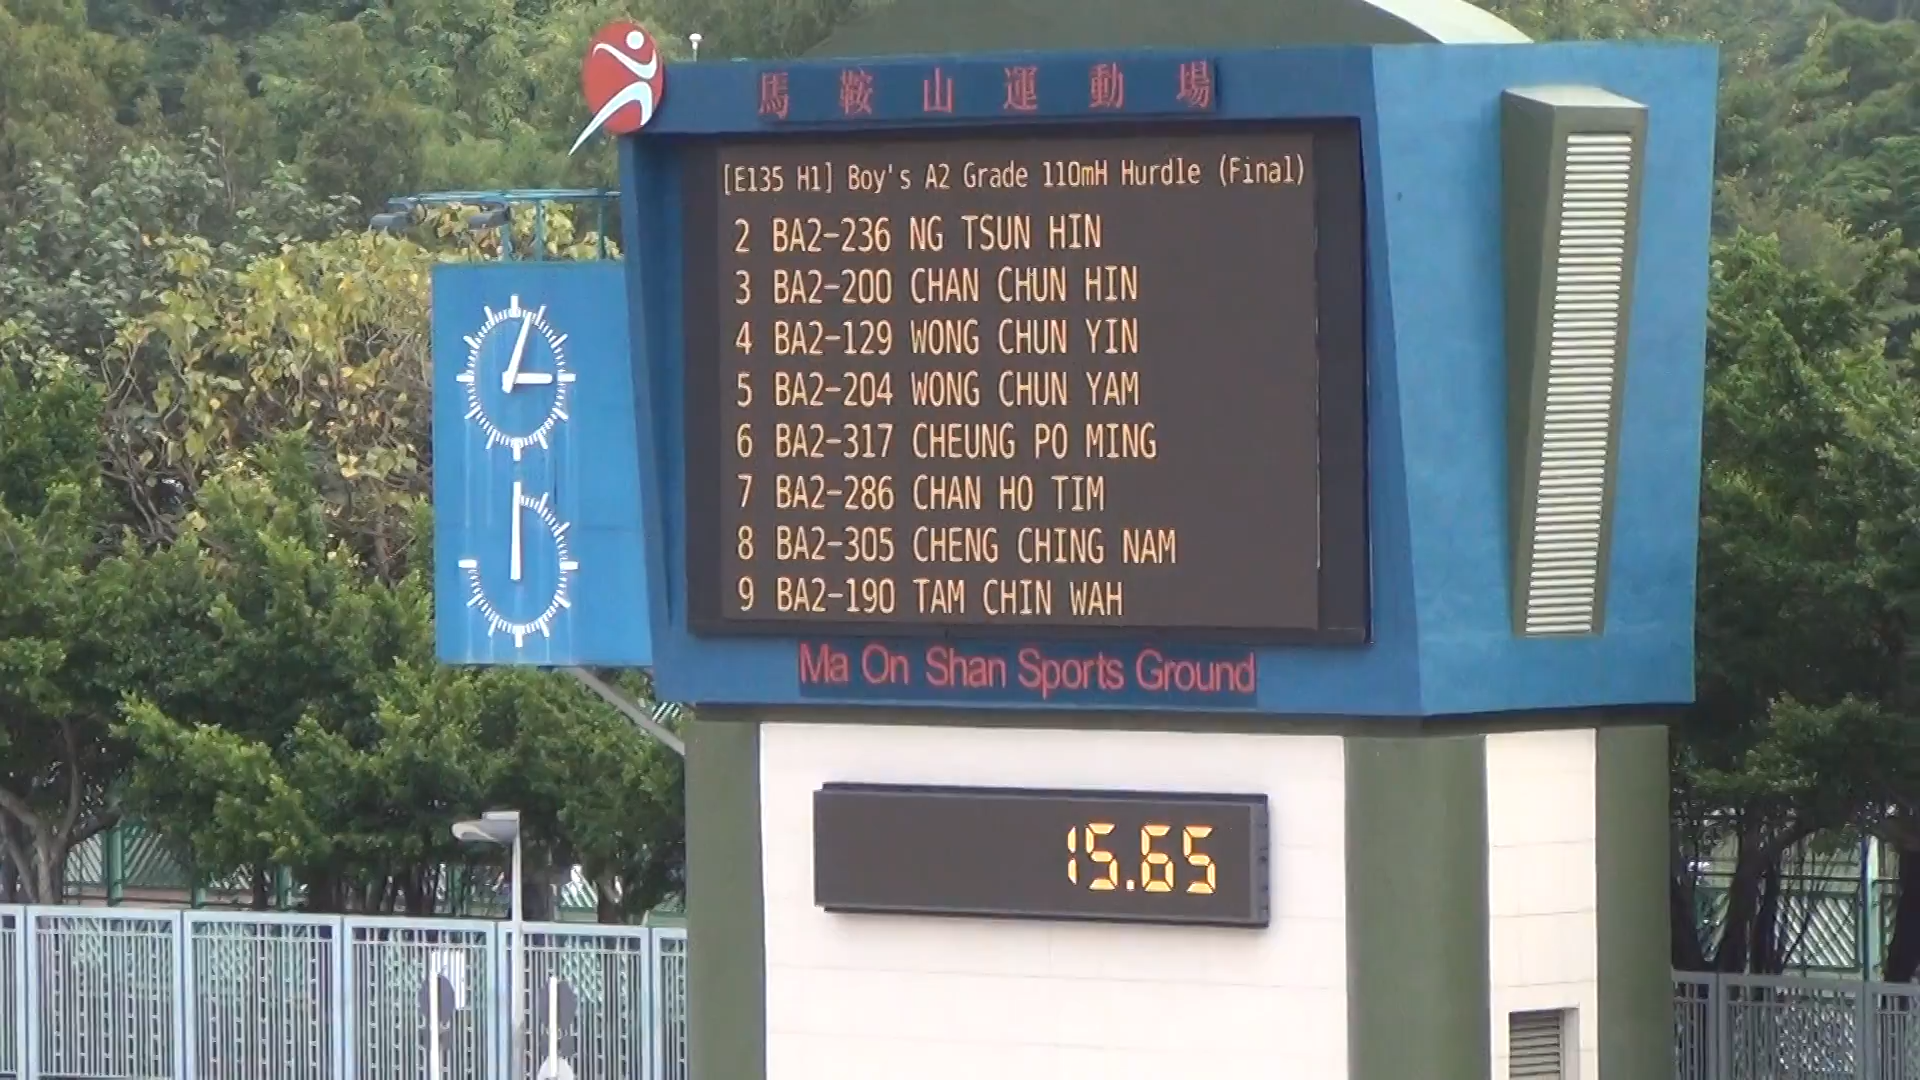 馬鞍山運動場
[E135 H1] Boy's A2 Grade 110mH Hurdle (Final)
2 BA2-236 NG TSUN HIN
3 BA2-200 CHAN CHUN HIN
4 BA2-129 WONG CHUN YIN
5 BA2-204 WONG CHUN YAM
6 BA2-317 CHEUNG PO MING
7 BA2-286 CHAN HO TIM
8 BA2-305 CHENG CHING NAM
9 BA2-190 TAM CHIN WAH
Ma On Shan Sports Ground
15.65